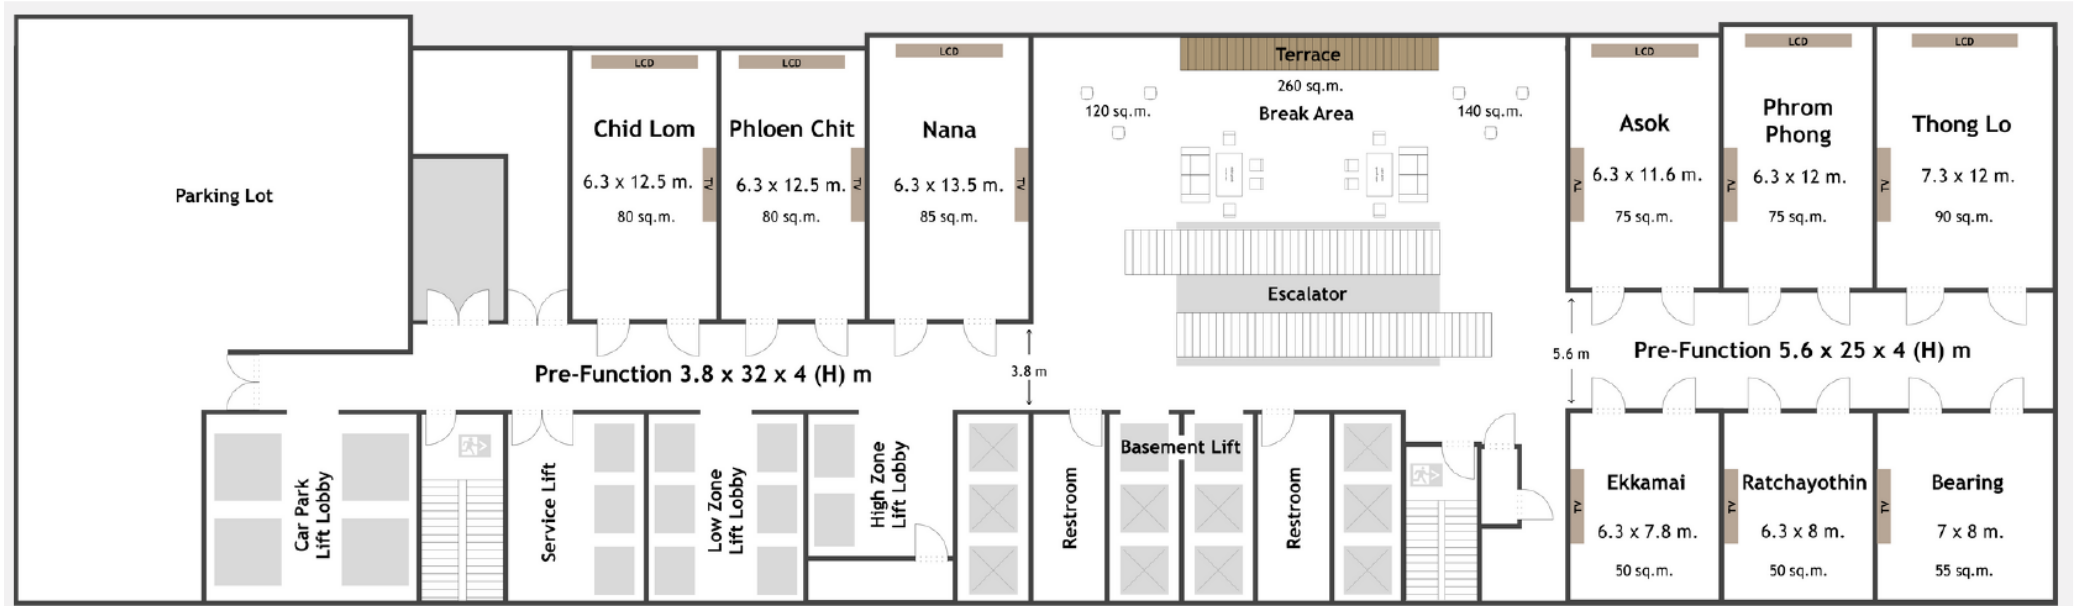 Parking Lot
LCD
Chid Lom
6.3 x 12.5 m.
80 sq.m.
TV
LCD
Phloen Chit
6.3 x 12.5 m.
80 sq.m.
TV
LCD
Nana
6.3 x 13.5 m.
85 sq.m.
TV
Terrace
260 sq.m.
Break Area
120 sq.m.
140 sq.m.
Escalator
LCD
Asok
6.3 x 11.6 m.
75 sq.m.
TV
LCD
Phrom
Phong
6.3 x 12 m.
75 sq.m.
TV
LCD
Thong Lo
7.3 x 12 m.
90 sq.m.
TV
Pre-Function 3.8 x 32 x 4 (H) m
3.8 m
5.6 m
Pre-Function 5.6 x 25 x 4 (H) m
Car Park
Lift Lobby
Service Lift
Low Zone
Lift Lobby
High Zone
Lift Lobby
Restroom
Basement Lift
Restroom
TV
Ekkamai
6.3 x 7.8 m.
50 sq.m.
TV
Ratchayothin
6.3 x 8 m.
50 sq.m.
TV
Bearing
7 x 8 m.
55 sq.m.